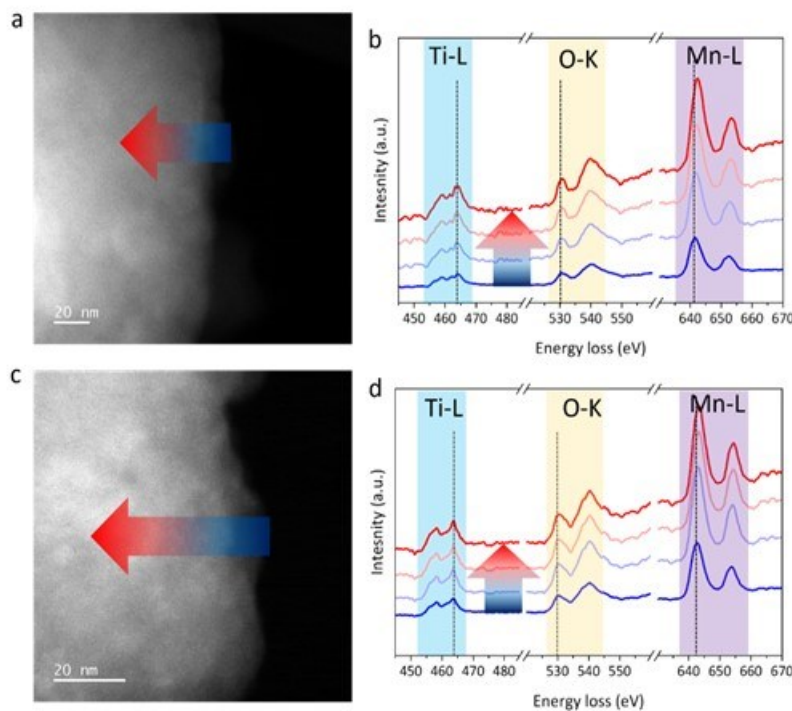 a
20 nm
b
Ti-L O-K Mn-L
Intesnity (a.u.)
450 460 470 480 530 540 550 640 650 660 670
Energy loss (eV)
c
20 nm
d
Ti-L O-K Mn-L
Intesnity (a.u.)
450 460 470 480 530 540 550 640 650 660 670
Energy loss (eV)